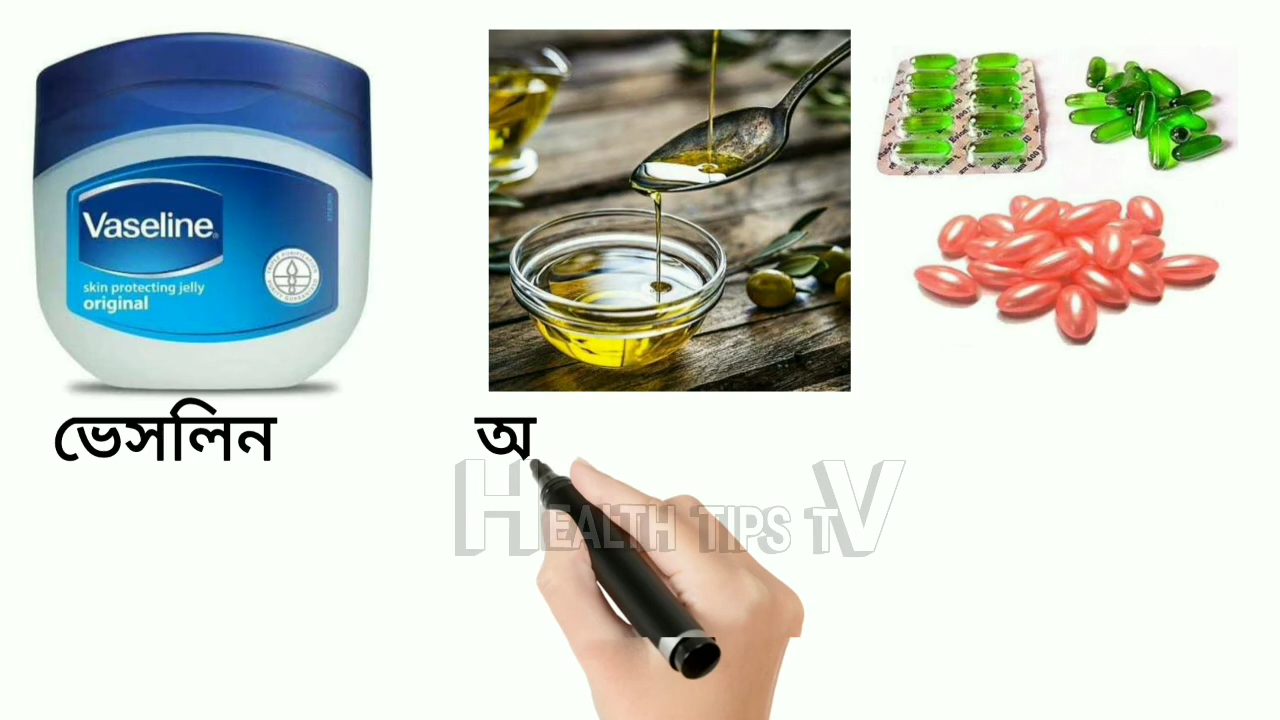 Vaseline
skin protecting jelly
original
ভেসলিন
অ
HEALTH TIPS TV